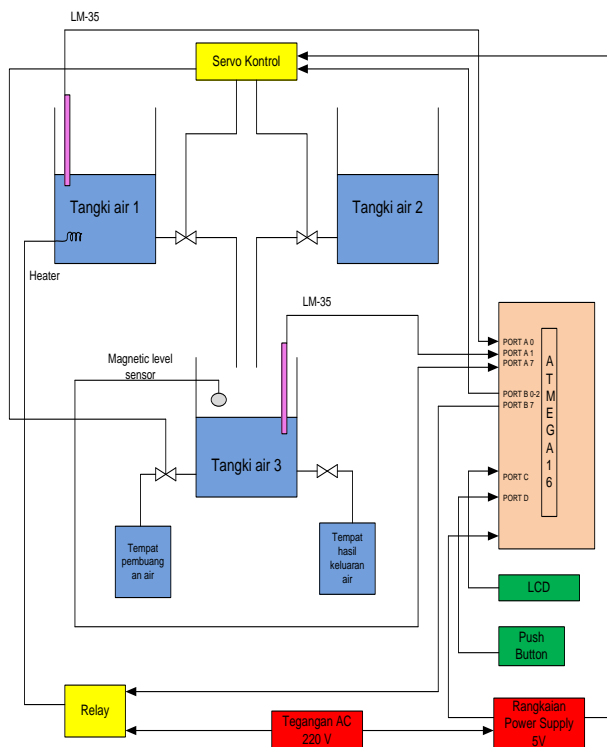 LM-35
Servo Kontrol
Tangki air 1
Tangki air 2
Heater
LM-35
Magnetic level
sensor
Tangki air 3
PORT A 0
PORT A 1
PORT A 7
PORT B 0-2
PORT B 7
PORT C
PORT D
A
T
M
E
G
A
1
6
Tempat
pembuang
an air
Tempat
hasil
keluaran
air
LCD
Push
Button
Relay
Tegangan AC
220 V
Rangkaian
Power Supply
5V